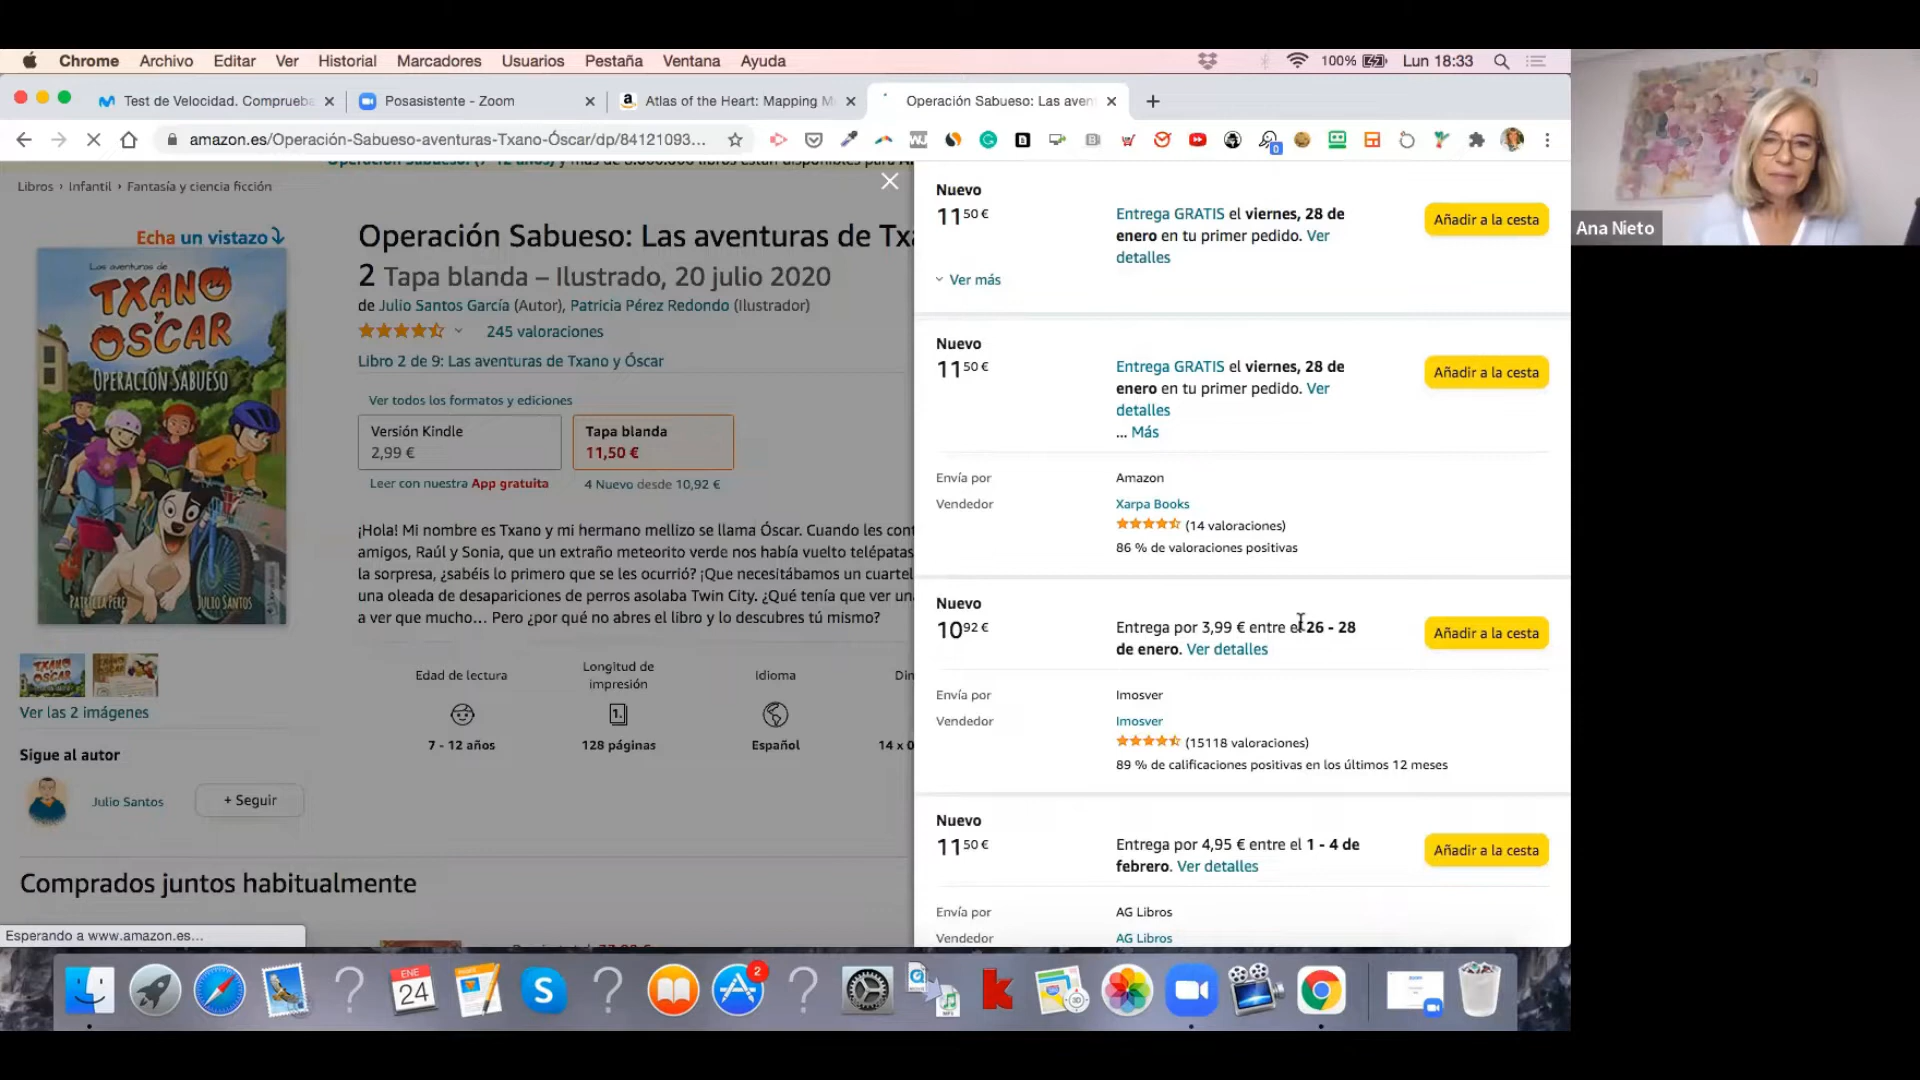 Chrome Archivo Editar Ver Historial Marcadores Usuarios Pestaña Ventana Ayuda
100% Lun 18:33
Test de Velocidad. Comprueba
Posasistente - Zoom
Atlas of the Heart: Mapping M
Operación Sabueso: Las aven
amazon.es/Operación-Sabueso-aventuras-Txano-Óscar/dp/84121093...
Libros › Infantil › Fantasía y ciencia ficción
Echa un vistazo
Las aventuras de
TXANO
Y
OSCAR
OPERACIÓN SABUESO
PATRICIA PÉREZ JULIO SANTOS
Ver las 2 imágenes
Sigue al autor
Julio Santos
+ Seguir
Operación Sabueso: Las aventuras de Txa
2 Tapa blanda – Ilustrado, 20 julio 2020
de Julio Santos García (Autor), Patricia Pérez Redondo (Ilustrador)
245 valoraciones
Libro 2 de 9: Las aventuras de Txano y Óscar
Ver todos los formatos y ediciones
Versión Kindle
2,99 €
Leer con nuestra App gratuita
Tapa blanda
11,50 €
4 Nuevo desde 10,92 €
¡Hola! Mi nombre es Txano y mi hermano mellizo se llama Óscar. Cuando les cont
amigos, Raúl y Sonia, que un extraño meteorito verde nos había vuelto telépatas
la sorpresa, ¿sabéis lo primero que se les ocurrió? ¡Que necesitábamos un cuartel
una oleada de desapariciones de perros asolaba Twin City. ¿Qué tenía que ver una
a ver que mucho... Pero ¿por qué no abres el libro y lo descubres tú mismo?
Edad de lectura
7 - 12 años
Longitud de
impresión
1.
128 páginas
Idioma
Español
14 x 0
Comprados juntos habitualmente
Esperando a www.amazon.es...
Nuevo
11 50 €
Entrega GRATIS el viernes, 28 de
enero en tu primer pedido. Ver
detalles
Añadir a la cesta
Ver más
Nuevo
11 50 €
Entrega GRATIS el viernes, 28 de
enero en tu primer pedido. Ver
detalles
... Más
Añadir a la cesta
Envía por Amazon
Vendedor Xarpa Books
(14 valoraciones)
86 % de valoraciones positivas
Nuevo
10 92 €
Entrega por 3,99 € entre el 26 - 28
de enero. Ver detalles
Añadir a la cesta
Envía por Imosver
Vendedor Imosver
(15118 valoraciones)
89 % de calificaciones positivas en los últimos 12 meses
Nuevo
11 50 €
Entrega por 4,95 € entre el 1 - 4 de
febrero. Ver detalles
Añadir a la cesta
Envía por AG Libros
Vendedor AG Libros
Ana Nieto
ENE
24
2